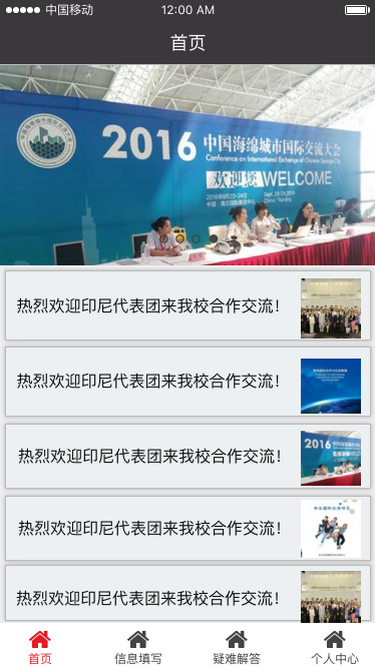 中国移动 12:00 AM
首页
2016 中国海绵城市国际交流大会
Conference on International Exchange of Chinese Sponge City
欢迎您 WELCOME
热烈欢迎印尼代表团来我校合作交流！
热烈欢迎印尼代表团来我校合作交流！
热烈欢迎印尼代表团来我校合作交流！
2016
热烈欢迎印尼代表团来我校合作交流！
热烈欢迎印尼代表团来我校合作交流！
首页 信息填写 疑难解答 个人中心